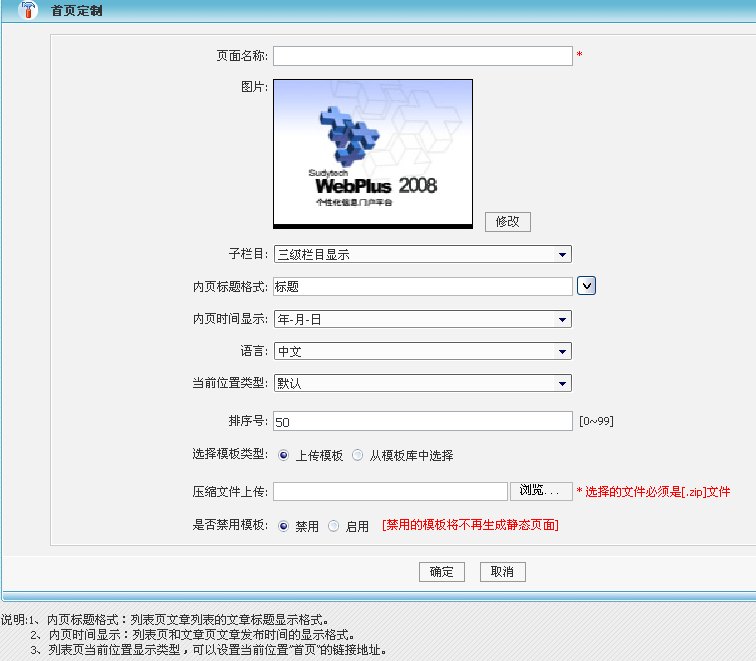 首页定制
页面名称: *
图片:
Sudytech
WebPlus 2008
个性化信息门户平台
修改
子栏目: 三级栏目显示
内页标题格式: 标题
内页时间显示: 年-月-日
语言: 中文
当前位置类型: 默认
排序号: 50 [0~99]
选择模板类型: 上传模板 从模板库中选择
压缩文件上传: 浏览... *选择的文件必须是[.zip]文件
是否禁用模板: 禁用 启用 [禁用的模板将不再生成静态页面]
确定 取消
说明:1、内页标题格式：列表页文章列表的文章标题显示格式。
2、内页时间显示：列表页和文章页文章发布时间的显示格式。
3、列表页当前位置显示类型，可以设置当前位置"首页"的链接地址。